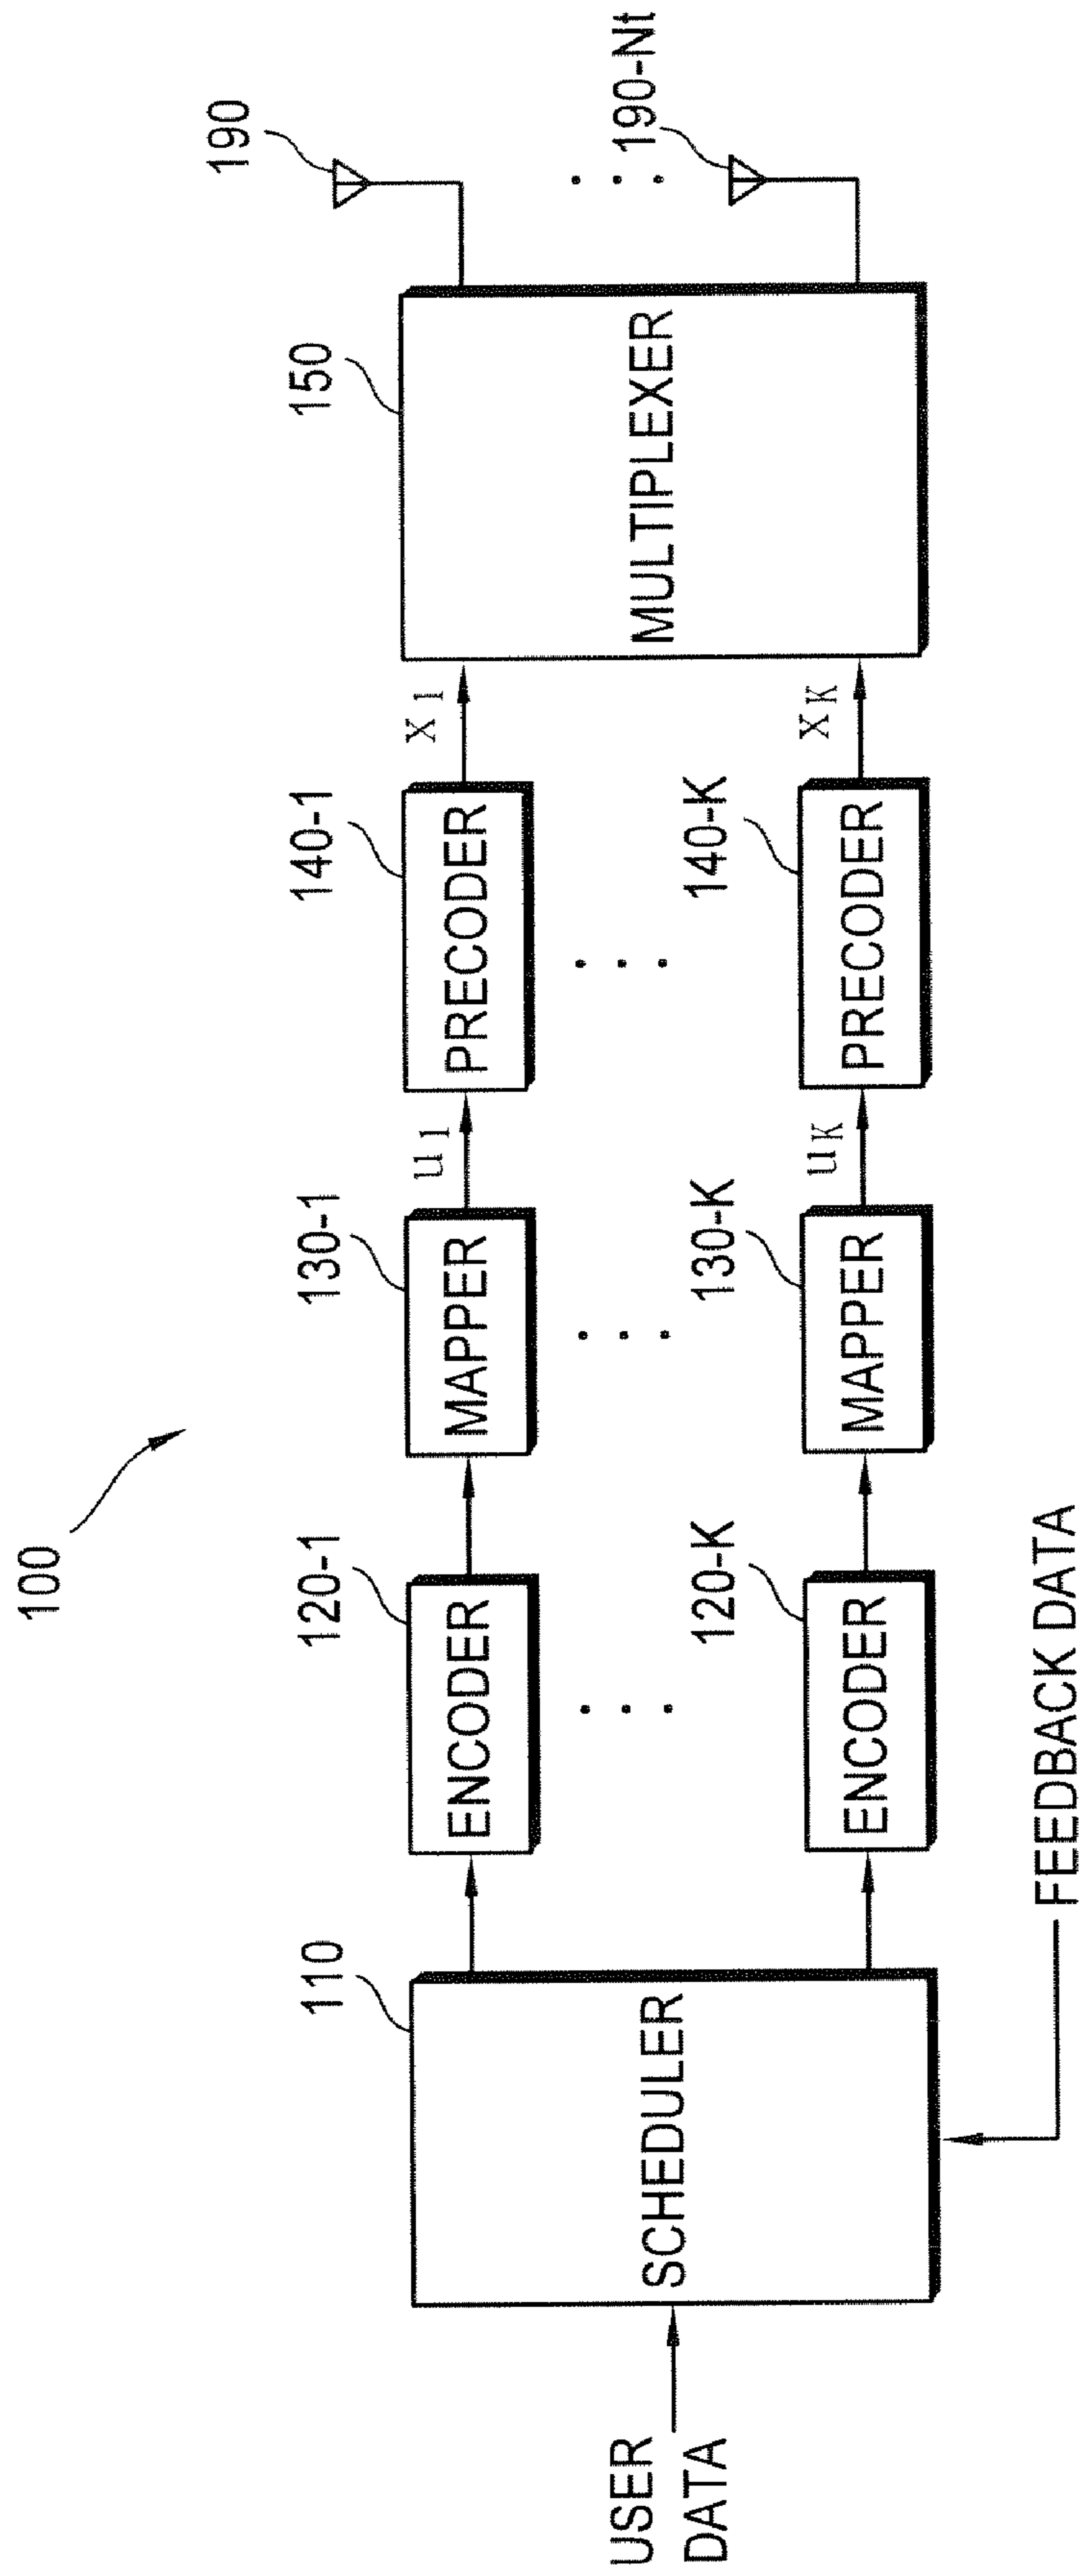 100
USER
DATA
110
SCHEDULER
FEEDBACK DATA
120-1
ENCODER
120-K
ENCODER
130-1
MAPPER
130-K
MAPPER
u1
uK
140-1
PRECODER
140-K
PRECODER
x1
xK
150
MULTIPLEXER
190
190-Nt